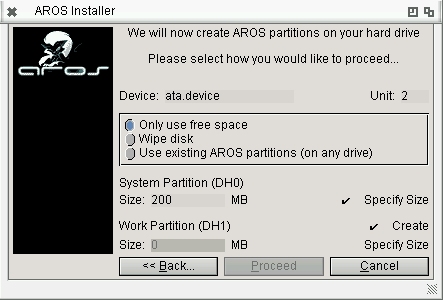 AROS Installer
We will now create AROS partitions on your hard drive
Please select how you would like to proceed...
aros
Device: ata.device Unit: 2
Only use free space
Wipe disk
Use existing AROS partitions (on any drive)
System Partition (DH0)
Size: 200 MB Specify Size
Work Partition (DH1) Create
Size: 0 MB Specify Size
<< Back... Proceed Cancel